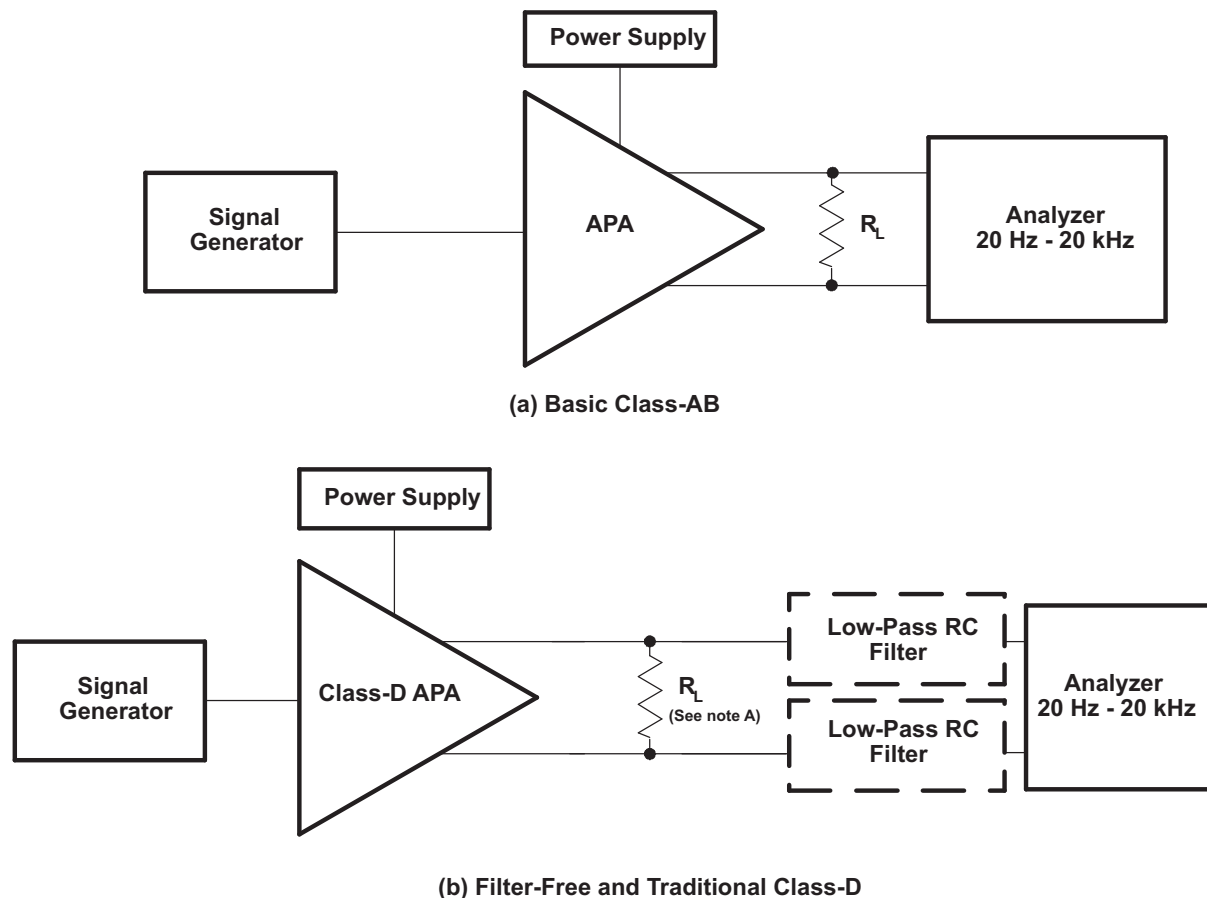 Power Supply
Signal
Generator
APA
R_L
Analyzer
20 Hz - 20 kHz
(a) Basic Class-AB
Power Supply
Signal
Generator
Class-D APA
R_L
(See note A)
Low-Pass RC
Filter
Low-Pass RC
Filter
Analyzer
20 Hz - 20 kHz
(b) Filter-Free and Traditional Class-D